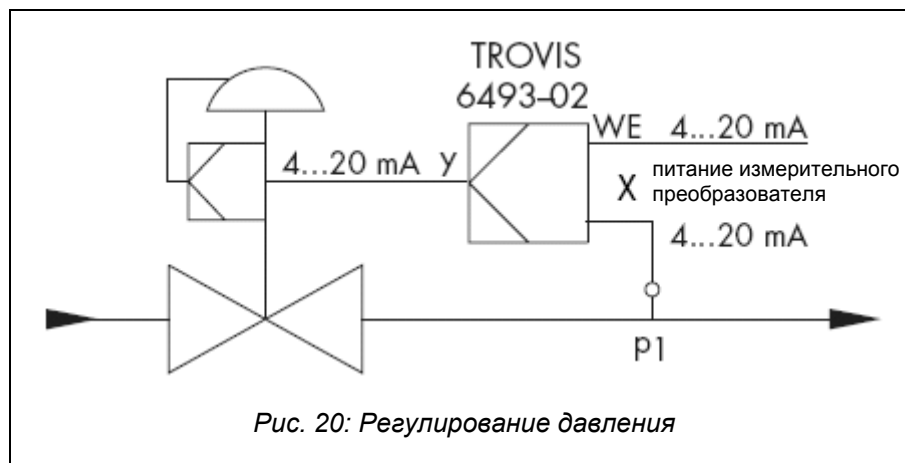 TROVIS
6493-02
WE 4...20 mA
4...20 mA y
X питание измерительного
преобразователя
4...20 mA
p1
Рис. 20: Регулирование давления